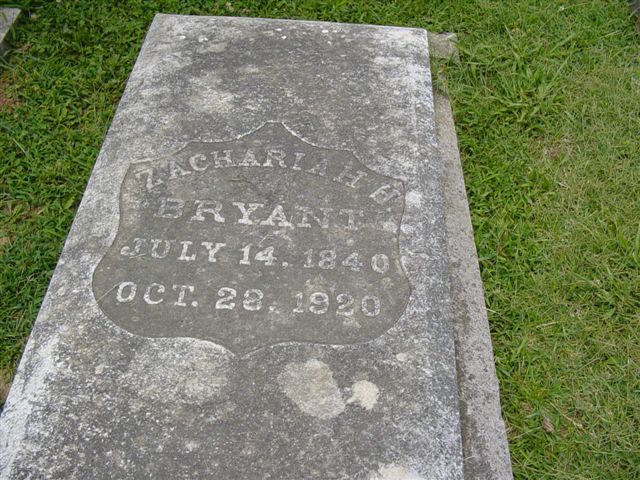 ZACHARIAH H
BRYANT
JULY 14. 1840
OCT. 28. 1920